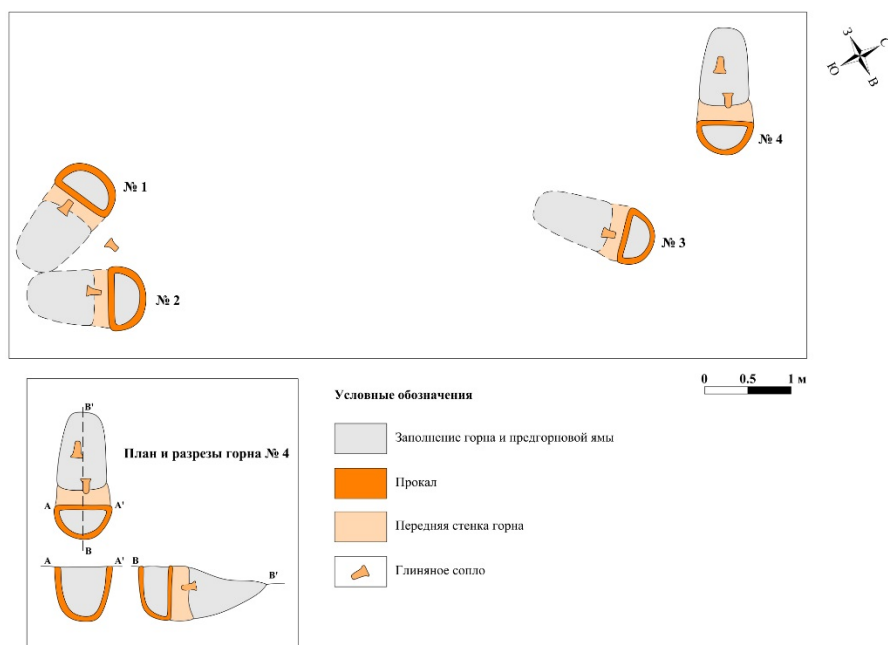 З
С
Ю
В
№ 4
№ 1
№ 3
№ 2
0 0.5 1 м
Условные обозначения
В'
План и разрезы горна № 4
Заполнение горна и предгорновой ямы
Прокал
А А'
Передняя стенка горна
В
А А' В В'
Глиняное сопло